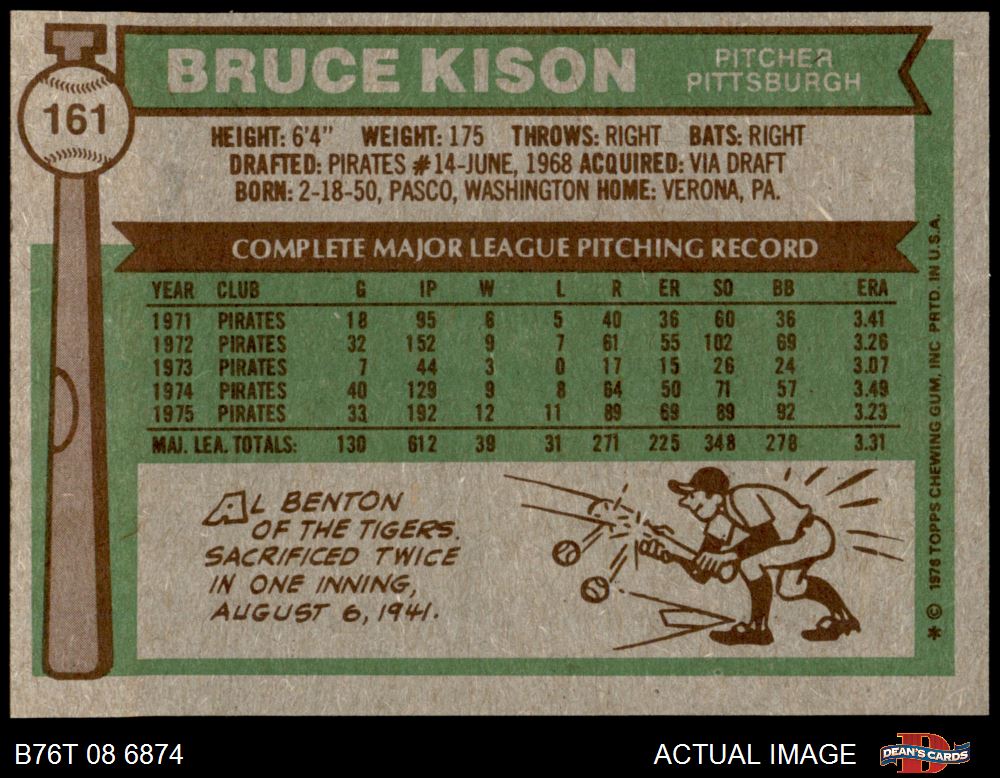 161
BRUCE KISON
PITCHER
PITTSBURGH
HEIGHT: 6'4" WEIGHT: 175 THROWS: RIGHT BATS: RIGHT
DRAFTED: PIRATES #14-JUNE, 1968 ACQUIRED: VIA DRAFT
BORN: 2-18-50, PASCO, WASHINGTON HOME: VERONA, PA.
COMPLETE MAJOR LEAGUE PITCHING RECORD
YEAR CLUB G IP W L R ER SO BB ERA
1971 PIRATES 18 95 6 5 40 36 60 36 3.41
1972 PIRATES 32 152 9 7 61 55 102 69 3.26
1973 PIRATES 7 44 3 0 17 15 26 24 3.07
1974 PIRATES 40 129 9 8 64 50 71 57 3.49
1975 PIRATES 33 192 12 11 89 69 89 92 3.23
MAJ. LEA. TOTALS: 130 612 39 31 271 225 348 278 3.31
AL BENTON
OF THE TIGERS
SACRIFICED TWICE
IN ONE INNING,
AUGUST 6, 1941.
* © 1976 TOPPS CHEWING GUM, INC PRTD. IN U.S.A.
B76T 08 6874
ACTUAL IMAGE
D
DEAN'S CARDS